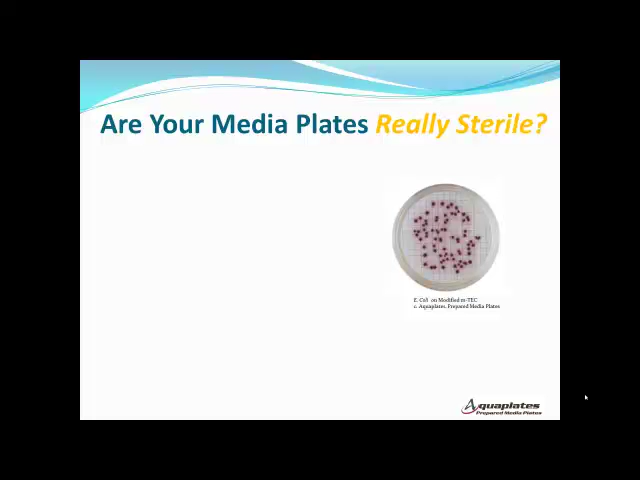 Are Your Media Plates Really Sterile?
E. Coli on Modified m-TEC
c. Aquaplates. Prepared Media Plates
Aquaplates
Prepared Media Plates